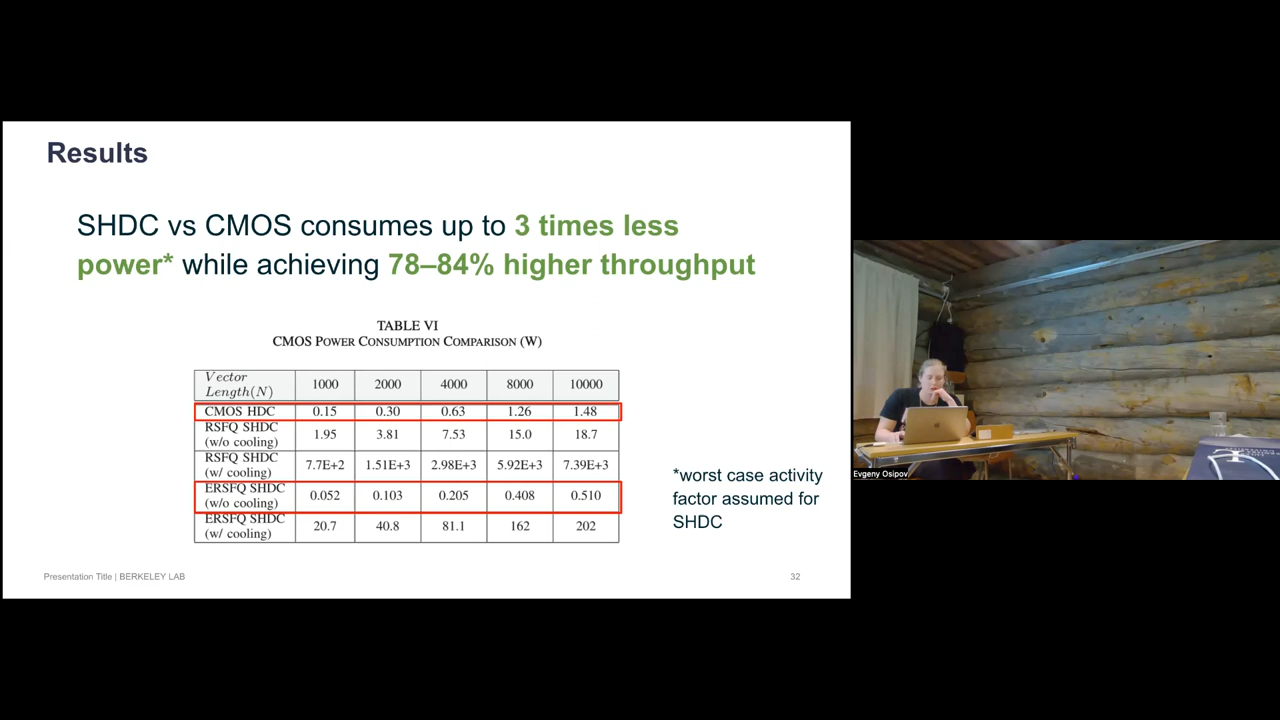 Results
SHDC vs CMOS consumes up to 3 times less
power* while achieving 78–84% higher throughput
TABLE VI
CMOS POWER CONSUMPTION COMPARISON (W)
Vector Length(N) 1000 2000 4000 8000 10000
CMOS HDC 0.15 0.30 0.63 1.26 1.48
RSFQ SHDC (w/o cooling) 1.95 3.81 7.53 15.0 18.7
RSFQ SHDC (w/ cooling) 7.7E+2 1.51E+3 2.98E+3 5.92E+3 7.39E+3
ERSFQ SHDC (w/o cooling) 0.052 0.103 0.205 0.408 0.510
ERSFQ SHDC (w/ cooling) 20.7 40.8 81.1 162 202
*worst case activity
factor assumed for
SHDC
Presentation Title | BERKELEY LAB
32
Evgeny Osipov